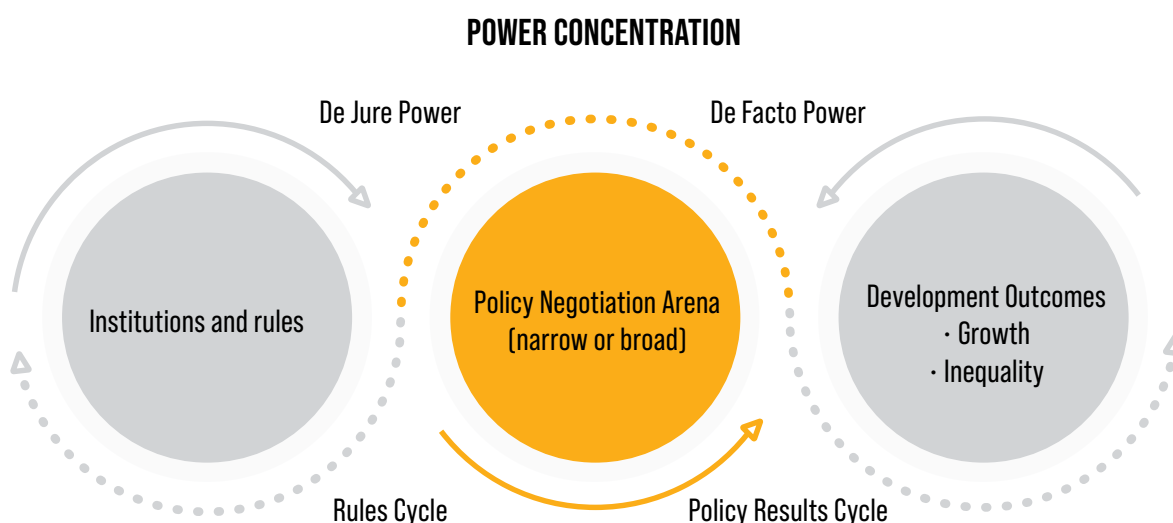 POWER CONCENTRATION
De Jure Power
De Facto Power
Institutions and rules
Policy Negotiation Arena
(narrow or broad)
Development Outcomes
· Growth
· Inequality
Rules Cycle
Policy Results Cycle